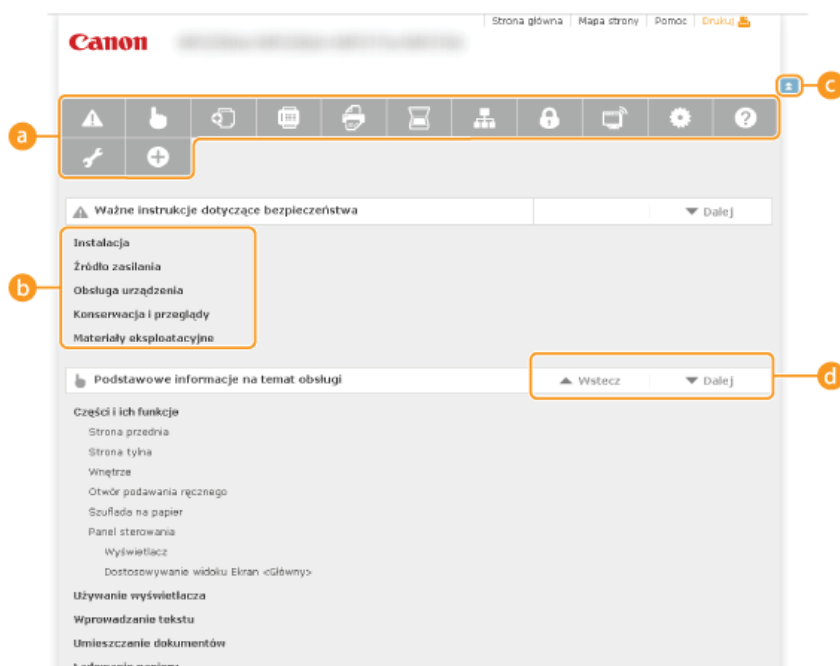 Strona główna Mapa strony Pomoc Drukuj
Canon
c
a
Ważne instrukcje dotyczące bezpieczeństwa Dalej
b
Instalacja
Źródło zasilania
Obsługa urządzenia
Konserwacja i przeglądy
Materiały eksploatacyjne
Podstawowe informacje na temat obsługi Wstecz Dalej
d
Części i ich funkcje
Strona przednia
Strona tylna
Wnętrze
Otwór podawania ręcznego
Szuflada na papier
Panel sterowania
Wyświetlacz
Dostosowywanie widoku Ekran <Główny>
Używanie wyświetlacza
Wprowadzanie tekstu
Umieszczanie dokumentów